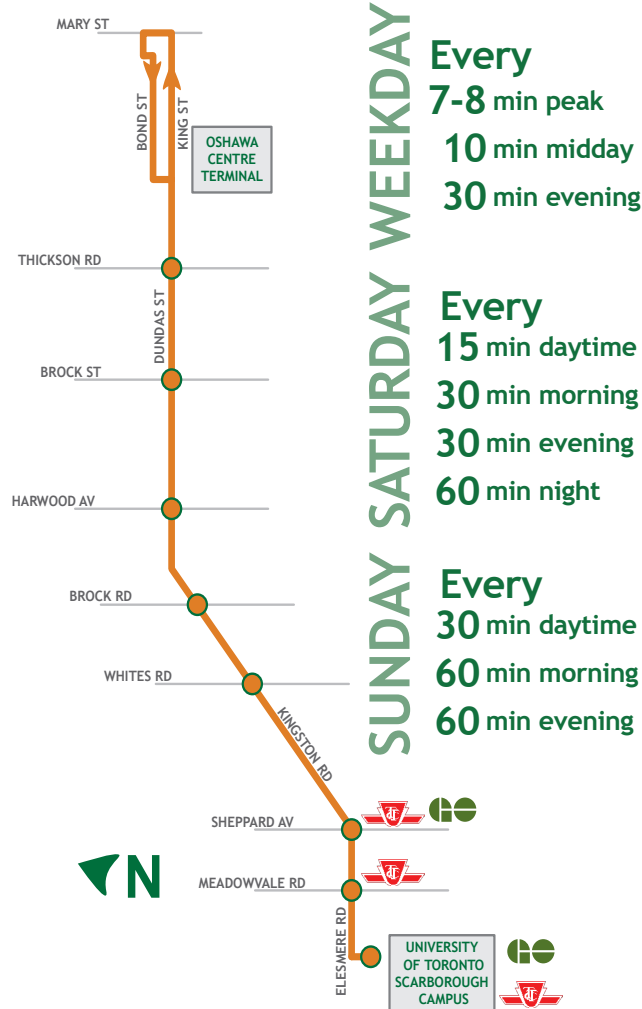 MARY ST
BOND ST
KING ST
OSHAWA
CENTRE
TERMINAL
THICKSON RD
DUNDAS ST
BROCK ST
HARWOOD AV
BROCK RD
WHITES RD
KINGSTON RD
SHEPPARD AV
GO
MEADOWVALE RD
N
ELESMERE RD
UNIVERSITY
OF TORONTO
SCARBOROUGH
CAMPUS
GO
WEEKDAY
Every
7-8 min peak
10 min midday
30 min evening
SATURDAY
Every
15 min daytime
30 min morning
30 min evening
60 min night
SUNDAY
Every
30 min daytime
60 min morning
60 min evening